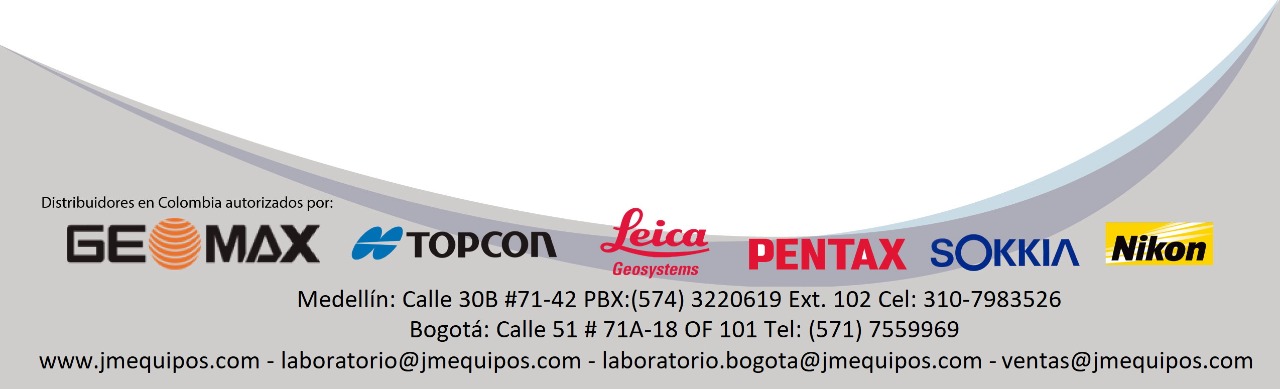 Distribuidores en Colombia autorizados por:
GEOMAX TOPCON Leica Geosystems PENTAX SOKKIA Nikon
Medellín: Calle 30B #71-42 PBX:(574) 3220619 Ext. 102 Cel: 310-7983526
Bogotá: Calle 51 # 71A-18 OF 101 Tel: (571) 7559969
www.jmequipos.com - laboratorio@jmequipos.com - laboratorio.bogota@jmequipos.com - ventas@jmequipos.com